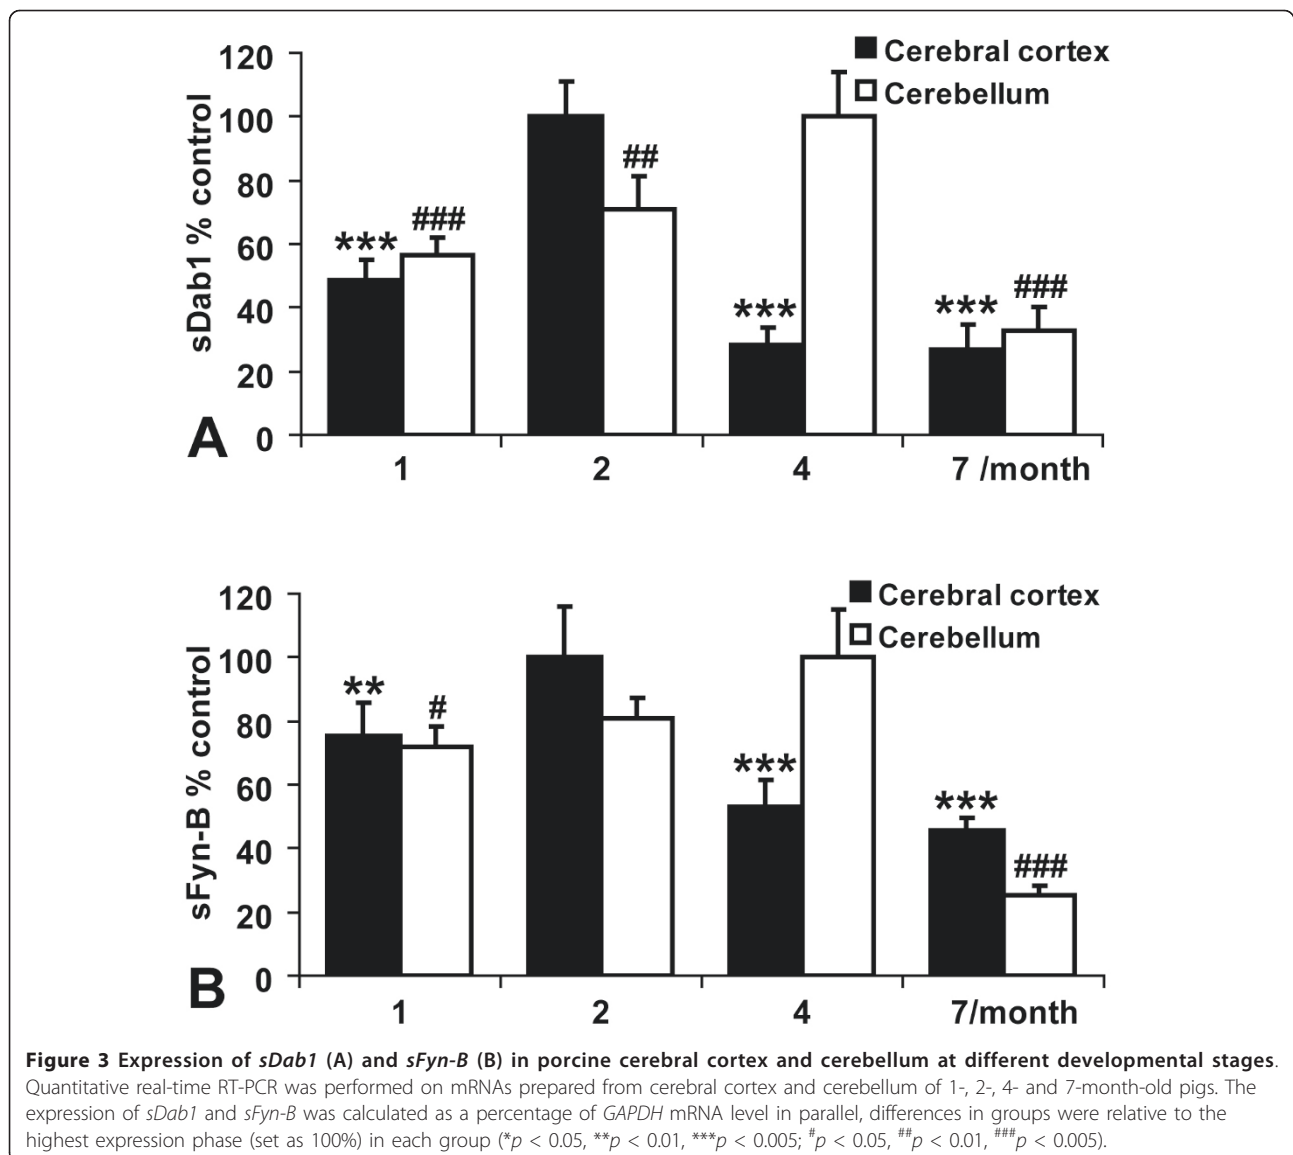 120
100
80
60
40
20
0
sDab1 % control
Cerebral cortex
Cerebellum
***
###
##
***
***
###
A
1
2
4
7 /month
120
100
80
60
40
20
0
sFyn-B % control
Cerebral cortex
Cerebellum
**
#
***
***
###
B
1
2
4
7/month
Figure 3 Expression of sDab1 (A) and sFyn-B (B) in porcine cerebral cortex and cerebellum at different developmental stages.
Quantitative real-time RT-PCR was performed on mRNAs prepared from cerebral cortex and cerebellum of 1-, 2-, 4- and 7-month-old pigs. The
expression of sDab1 and sFyn-B was calculated as a percentage of GAPDH mRNA level in parallel, differences in groups were relative to the
highest expression phase (set as 100%) in each group (*p < 0.05, **p < 0.01, ***p < 0.005; #p < 0.05, ##p < 0.01, ###p < 0.005).